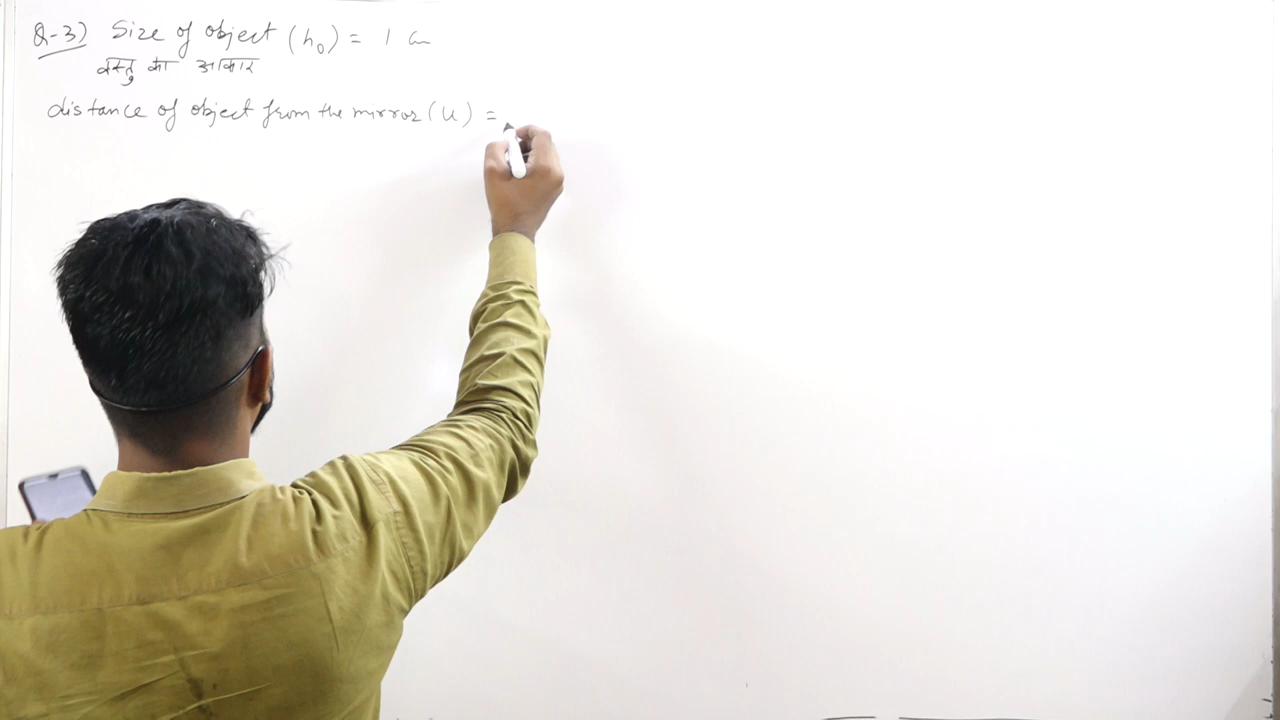 Q-3) Size of object (h₀) = 1 cm
वस्तु का आकार
distance of object from the mirror (u) =